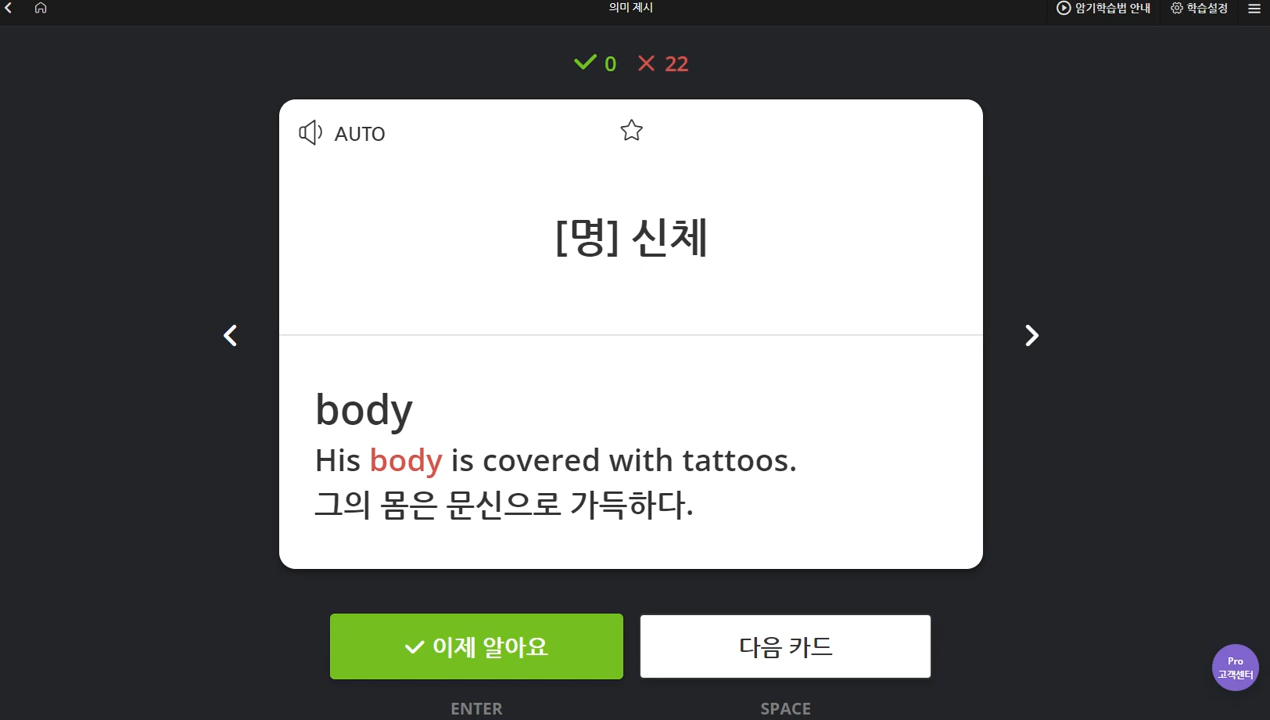 의미 제시
암기학습법 안내
학습설정
0
22
AUTO
[명] 신체
body
His body is covered with tattoos.
그의 몸은 문신으로 가득하다.
이제 알아요
다음 카드
ENTER
SPACE
Pro
고객센터